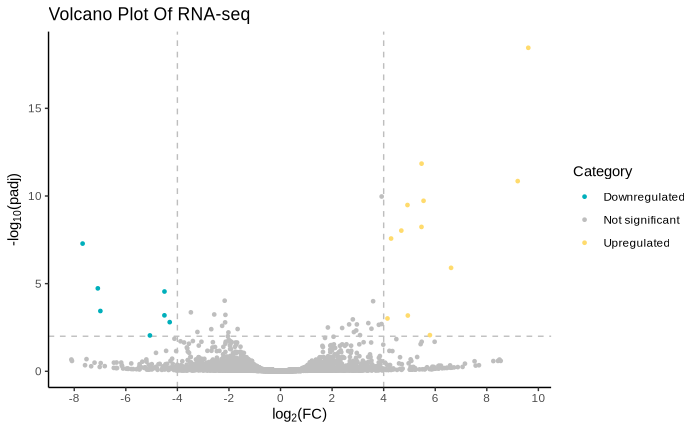 Volcano Plot Of RNA-seq
-log10(padj)
15
10
5
0
-8 -6 -4 -2 0 2 4 6 8 10
log2(FC)
Category
Downregulated
Not significant
Upregulated